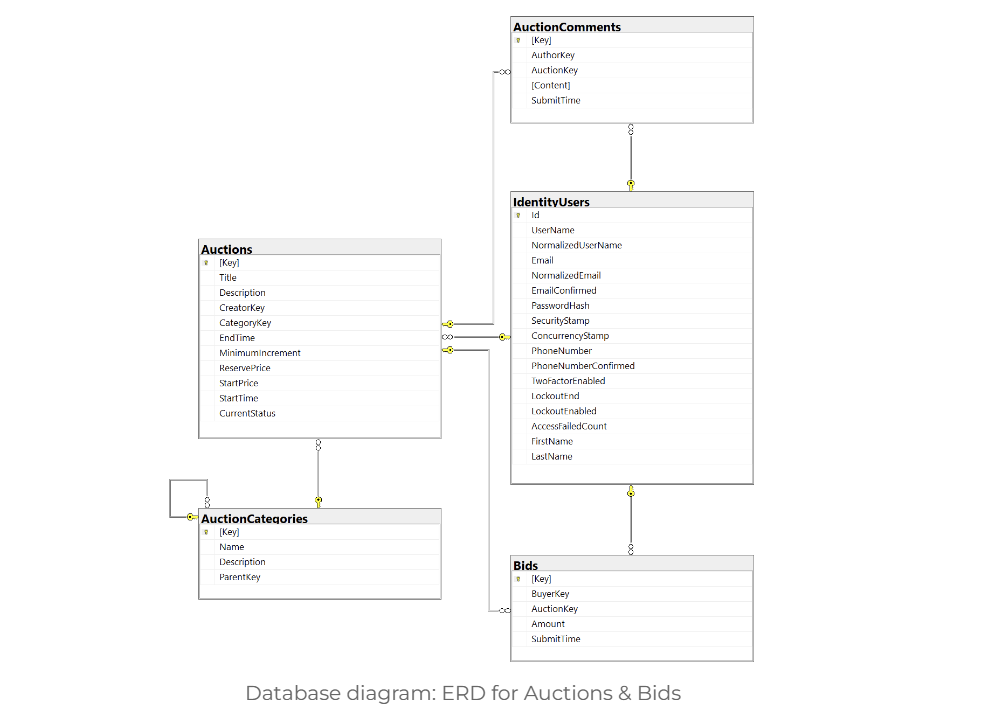 AuctionComments
[Key]
AuthorKey
AuctionKey
[Content]
SubmitTime
IdentityUsers
Id
UserName
NormalizedUserName
Email
NormalizedEmail
EmailConfirmed
PasswordHash
SecurityStamp
ConcurrencyStamp
PhoneNumber
PhoneNumberConfirmed
TwoFactorEnabled
LockoutEnd
LockoutEnabled
AccessFailedCount
FirstName
LastName
Auctions
[Key]
Title
Description
CreatorKey
CategoryKey
EndTime
MinimumIncrement
ReservePrice
StartPrice
StartTime
CurrentStatus
AuctionCategories
[Key]
Name
Description
ParentKey
Bids
[Key]
BuyerKey
AuctionKey
Amount
SubmitTime
Database diagram: ERD for Auctions & Bids